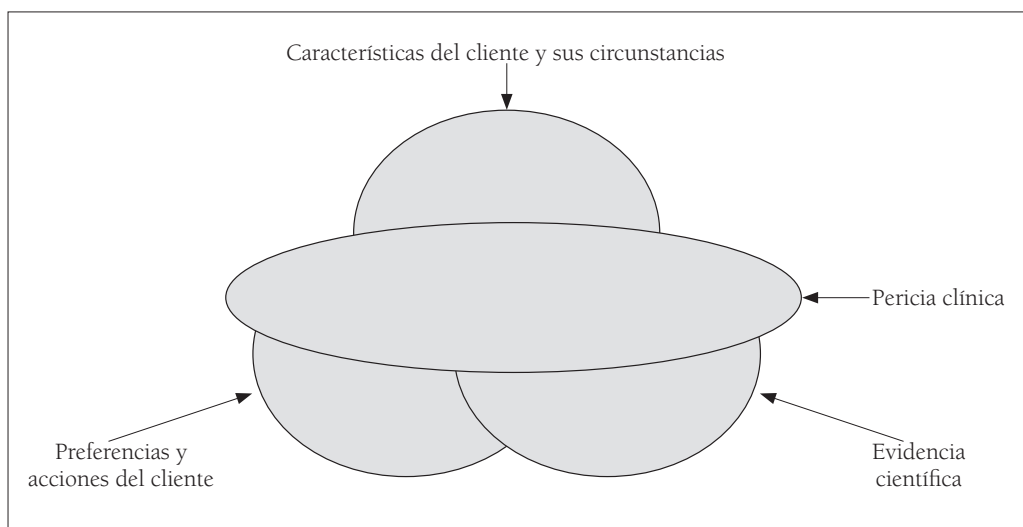 Características del cliente y sus circunstancias
Pericia clínica
Preferencias y
acciones del cliente
Evidencia
científica